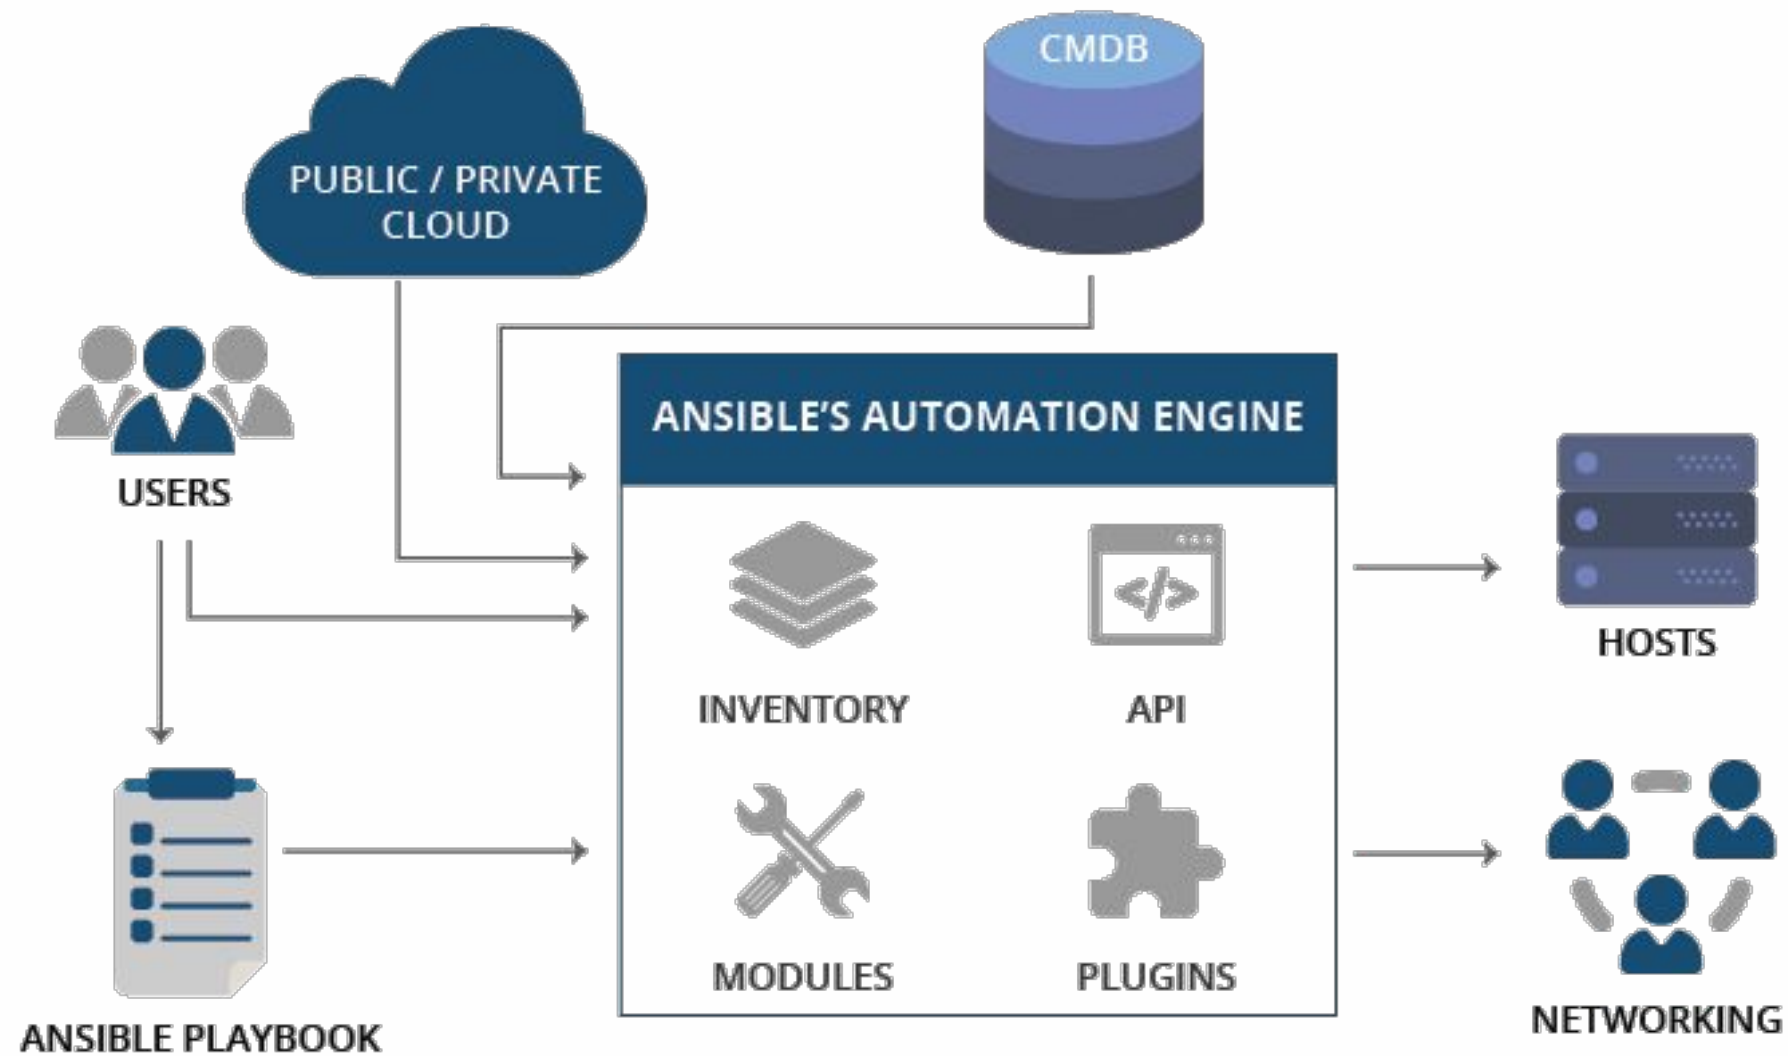 CMDB
PUBLIC / PRIVATE
CLOUD
USERS
ANSIBLE'S AUTOMATION ENGINE
INVENTORY
API
HOSTS
MODULES
PLUGINS
ANSIBLE PLAYBOOK
NETWORKING